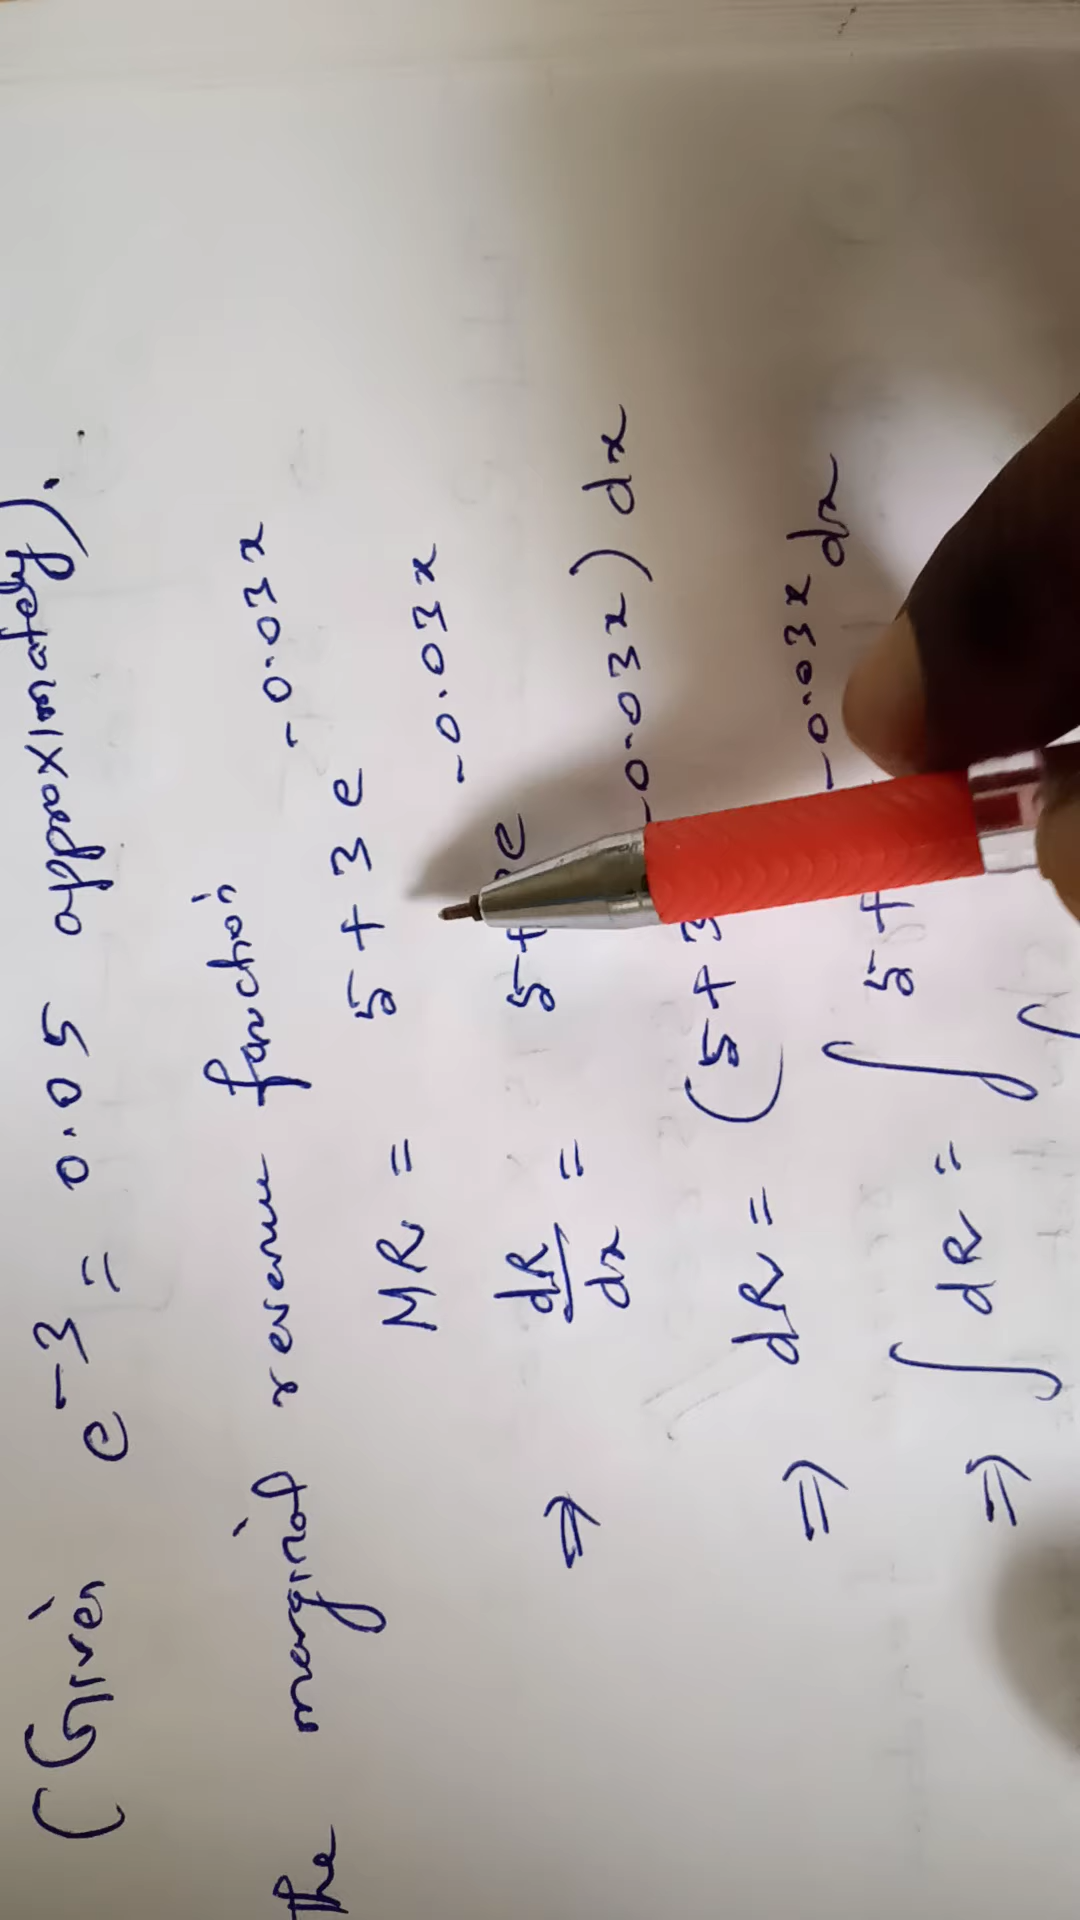 (Given e^-3 = 0.05 approximately).
The marginal revenue function
MR = 5 + 3e^-0.03x
⇒ dR/dx = 5 + e^-0.03x
⇒ dR = (5 + 3 -0.03x) dx
⇒ ∫ dR = ∫ 5 + -0.03x dx